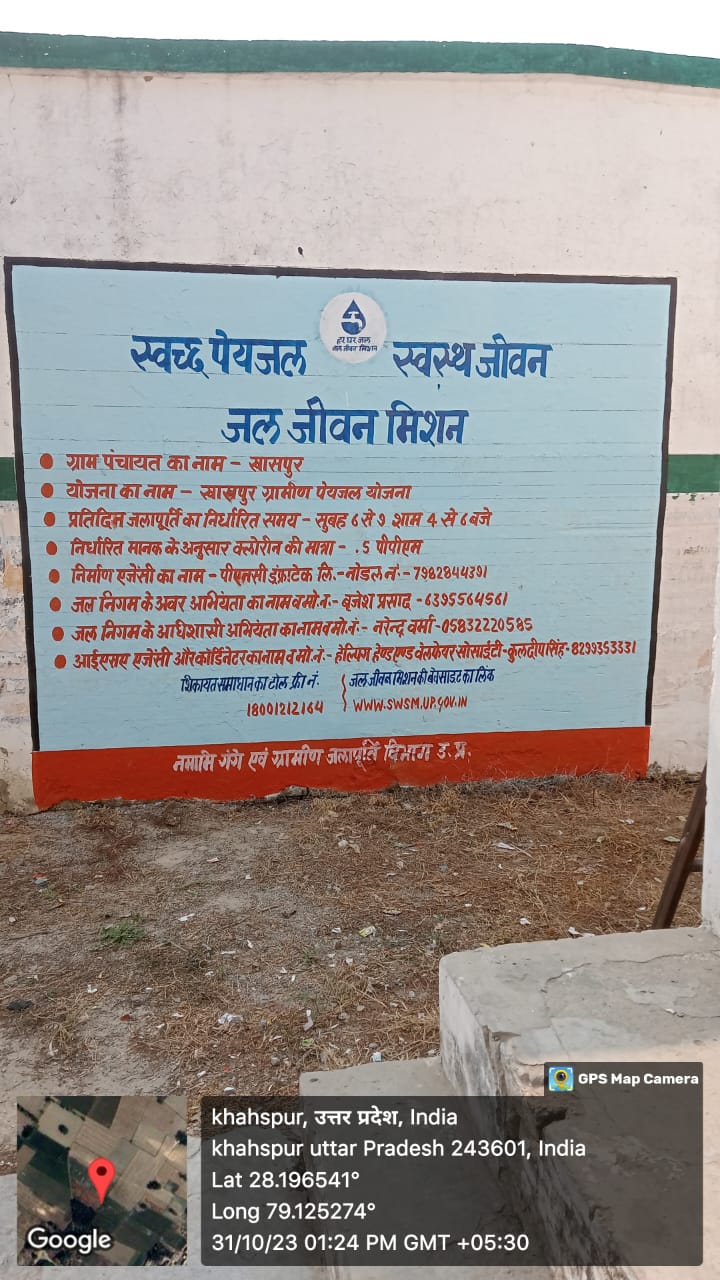 हर घर जल
जल जीवन मिशन
स्वच्छ पेयजल स्वस्थ जीवन
जल जीवन मिशन
ग्राम पंचायत का नाम - खासपुर
योजना का नाम - खासपुर ग्रामीण पेयजल योजना
प्रतिदिन जलापूर्ति का निर्धारित समय - सुबह 6 से 9 शाम 4 से 6 बजे
निर्धारित मानक के अनुसार क्लोरीन की मात्रा - .5 पीपीएम
निर्माण एजेंसी का नाम - पीएनसी इंफ्राटेक लि.-नोडल नं.- 7982844391
जल निगम के अवर अभियंता का नाम व मो.नं.- बृजेश प्रसाद -6395564561
जल निगम के अधिशासी अभियंता का नाम व मो.नं.- नरेन्द्र वर्मा -05832220585
आईएसए एजेंसी और कॉर्डिनेटर का नाम व मो.नं.- हेल्पिंग हेण्ड एण्ड वेलफेयर सोसाईटी - कुलदीप सिंह - 8299353331
शिकायत समाधान का टोल फ्री नं. जल जीवन मिशन की वेबसाइट का लिंक
18001212164 WWW.SWSM.UP.GOV.IN
नमामि गंगे एवं ग्रामीण जलापूर्ति विभाग उ.प्र.
GPS Map Camera
khahspur, उत्तर प्रदेश, India
khahspur uttar Pradesh 243601, India
Lat 28.196541°
Long 79.125274°
31/10/23 01:24 PM GMT +05:30
Google